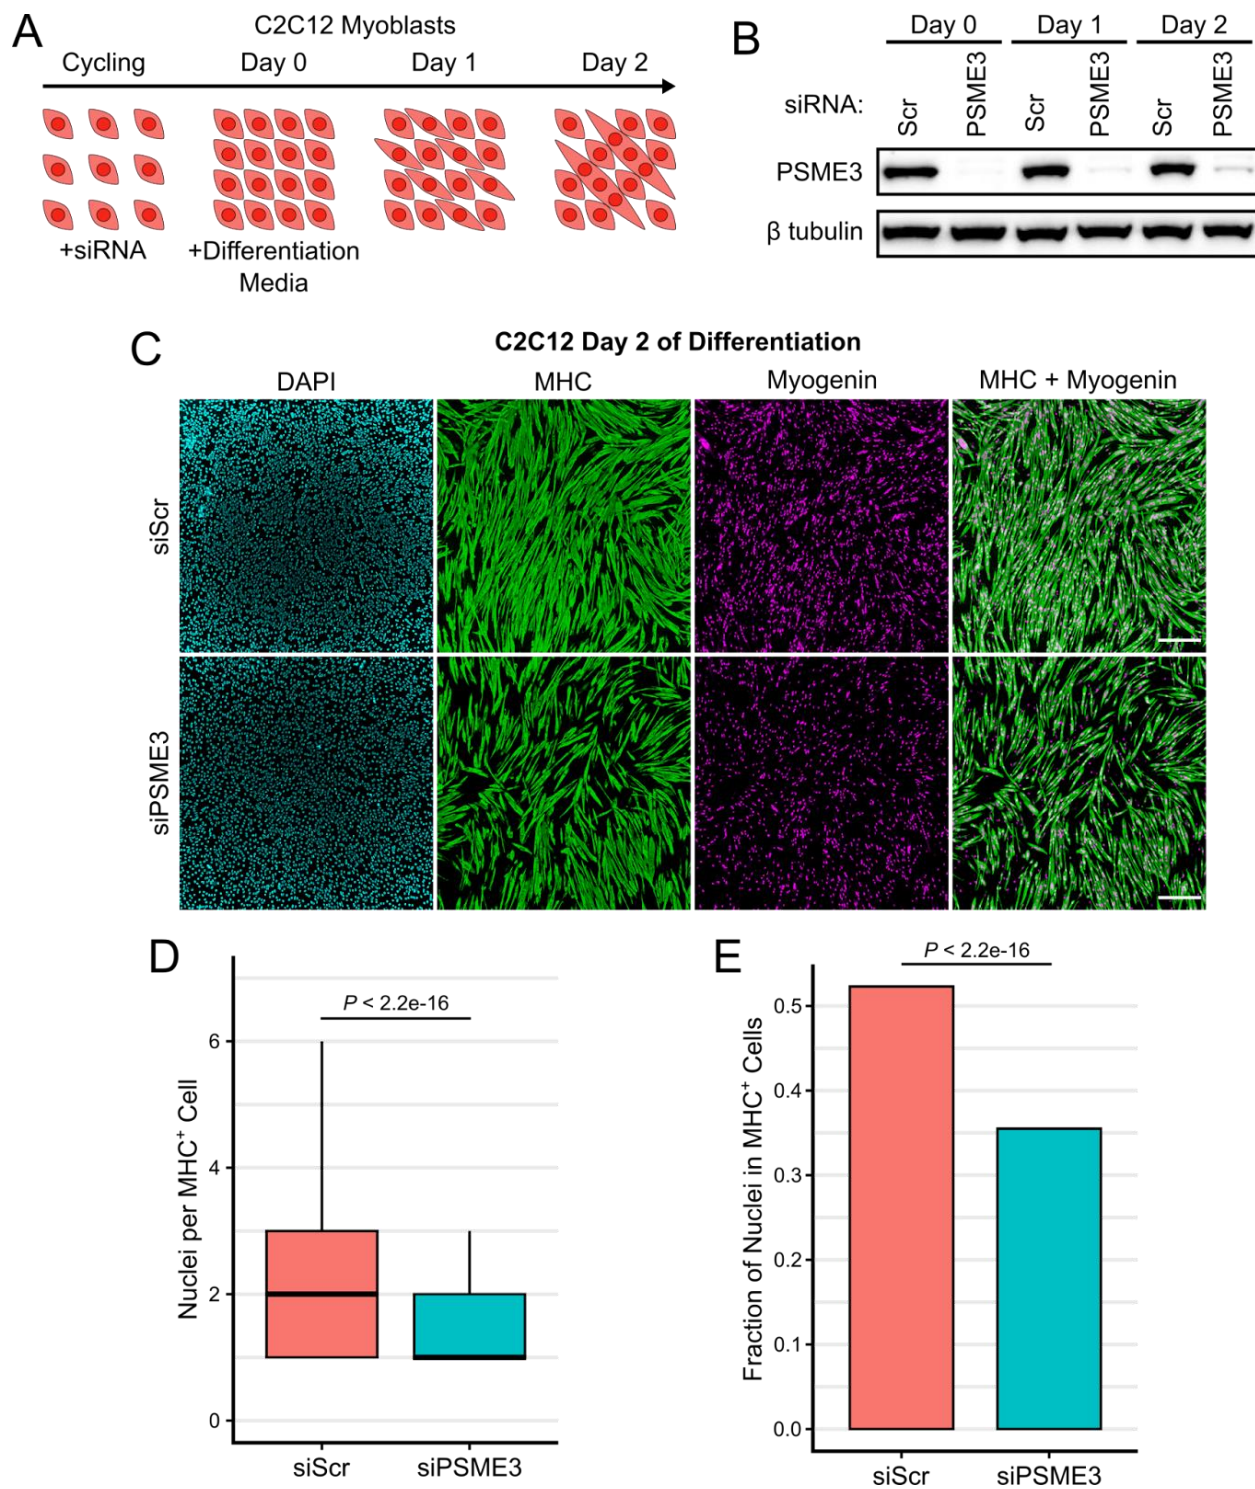 A
C2C12 Myoblasts
Cycling Day 0 Day 1 Day 2
+siRNA +Differentiation
Media
B
Day 0 Day 1 Day 2
siRNA: Scr PSME3 Scr PSME3 Scr PSME3
PSME3
β tubulin
C
C2C12 Day 2 of Differentiation
DAPI MHC Myogenin MHC + Myogenin
siScr
siPSME3
D
P < 2.2e-16
Nuclei per MHC⁺ Cell
6
4
2
0
siScr siPSME3
E
P < 2.2e-16
Fraction of Nuclei in MHC⁺ Cells
0.5
0.4
0.3
0.2
0.1
0.0
siScr siPSME3